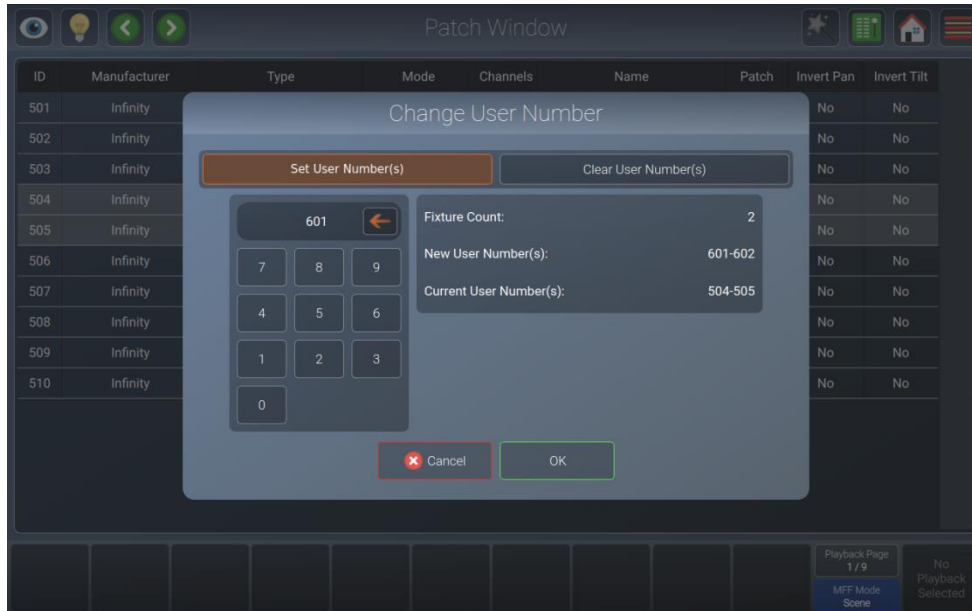 Patch Window
ID Manufacturer Type Mode Channels Name Patch Invert Pan Invert Tilt
501 Infinity No No
Change User Number
502 Infinity No No
503 Infinity No No
Set User Number(s) Clear User Number(s)
504 Infinity No No
601 Fixture Count: 2
505 Infinity No No
New User Number(s): 601-602
506 Infinity No No
7 8 9
507 Infinity No No
Current User Number(s): 504-505
508 Infinity No No
4 5 6
509 Infinity No No
1 2 3
510 Infinity No No
0
Cancel OK
Playback Page
1 / 9
No
Playback
Selected
MFF Mode
Scene